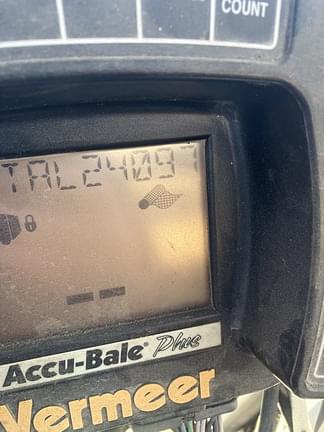 COUNT
TAL24097
Accu-Bale® Plus
Vermeer